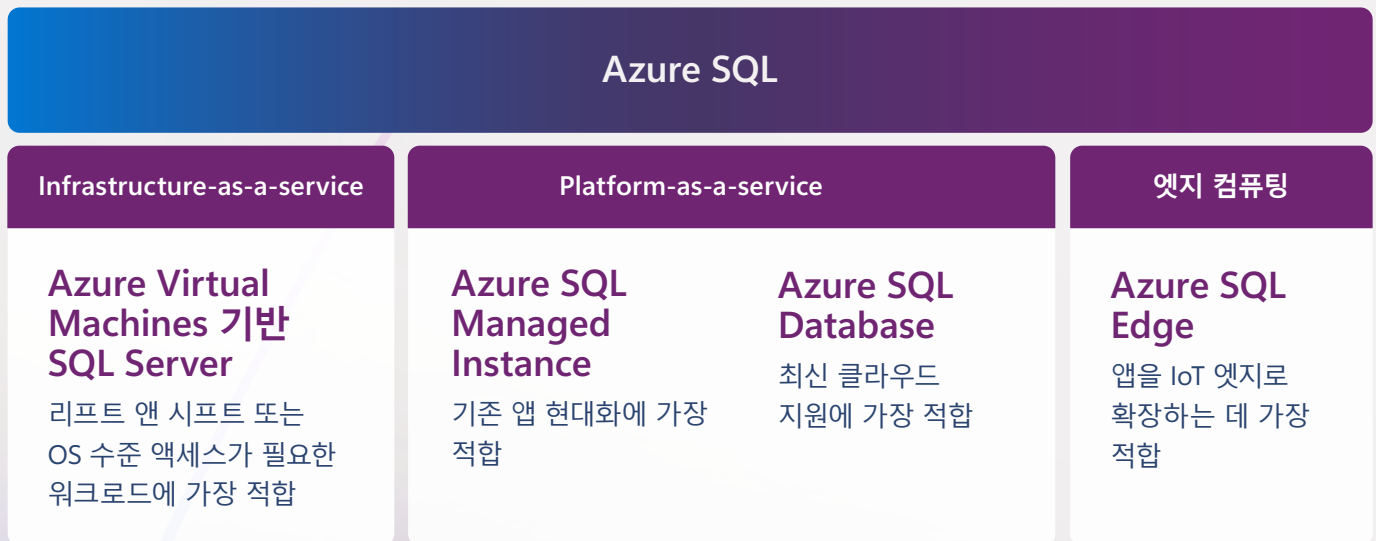 Azure SQL
Infrastructure-as-a-service
Azure Virtual
Machines 기반
SQL Server
리프트 앤 시프트 또는
OS 수준 액세스가 필요한
워크로드에 가장 적합
Platform-as-a-service
Azure SQL
Managed
Instance
기존 앱 현대화에 가장
적합
Azure SQL
Database
최신 클라우드
지원에 가장 적합
엣지 컴퓨팅
Azure SQL
Edge
앱을 IoT 엣지로
확장하는 데 가장
적합